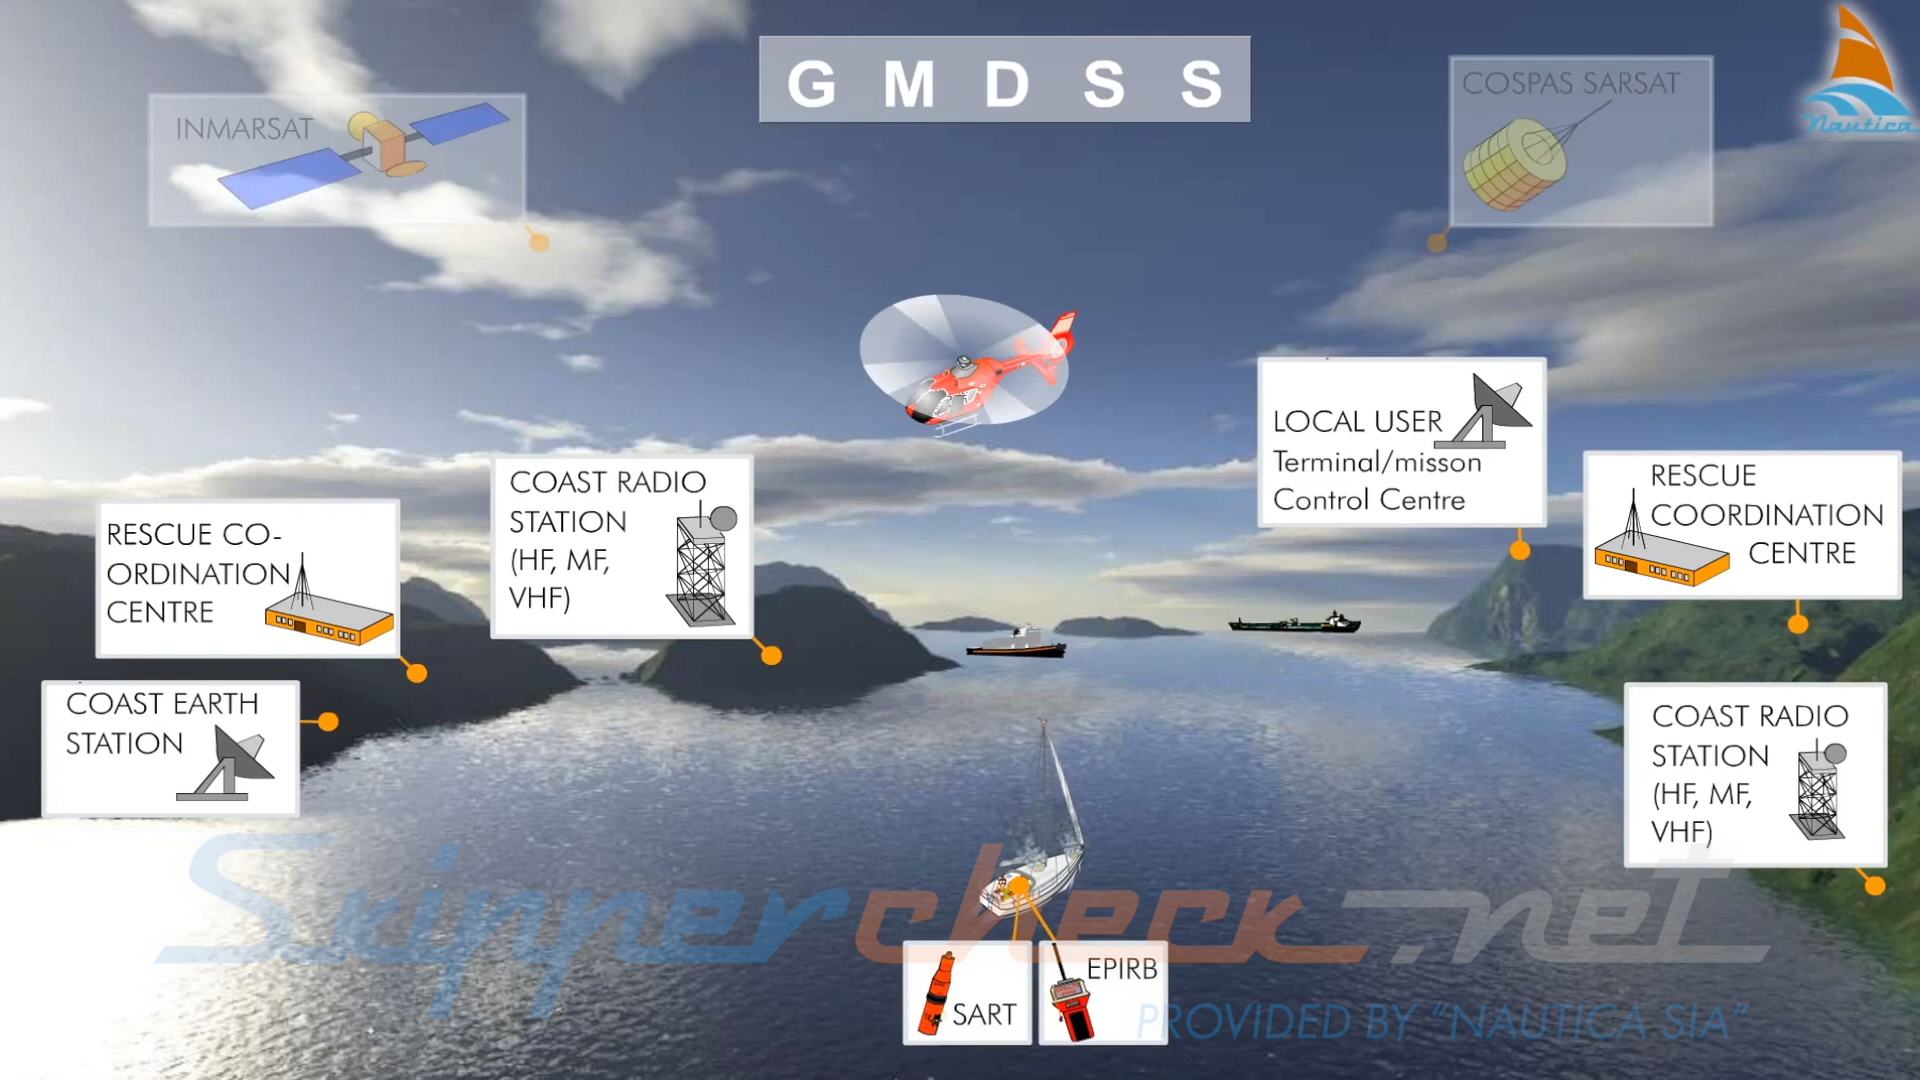 G M D S S
INMARSAT
COSPAS SARSAT
Nautica
LOCAL USER
Terminal/misson
Control Centre
COAST RADIO
STATION
(HF, MF,
VHF)
RESCUE
COORDINATION
CENTRE
RESCUE CO-
ORDINATION
CENTRE
COAST EARTH
STATION
COAST RADIO
STATION
(HF, MF,
VHF)
Skippercheck.net
SART
EPIRB
PROVIDED BY “NAUTICA SIA”